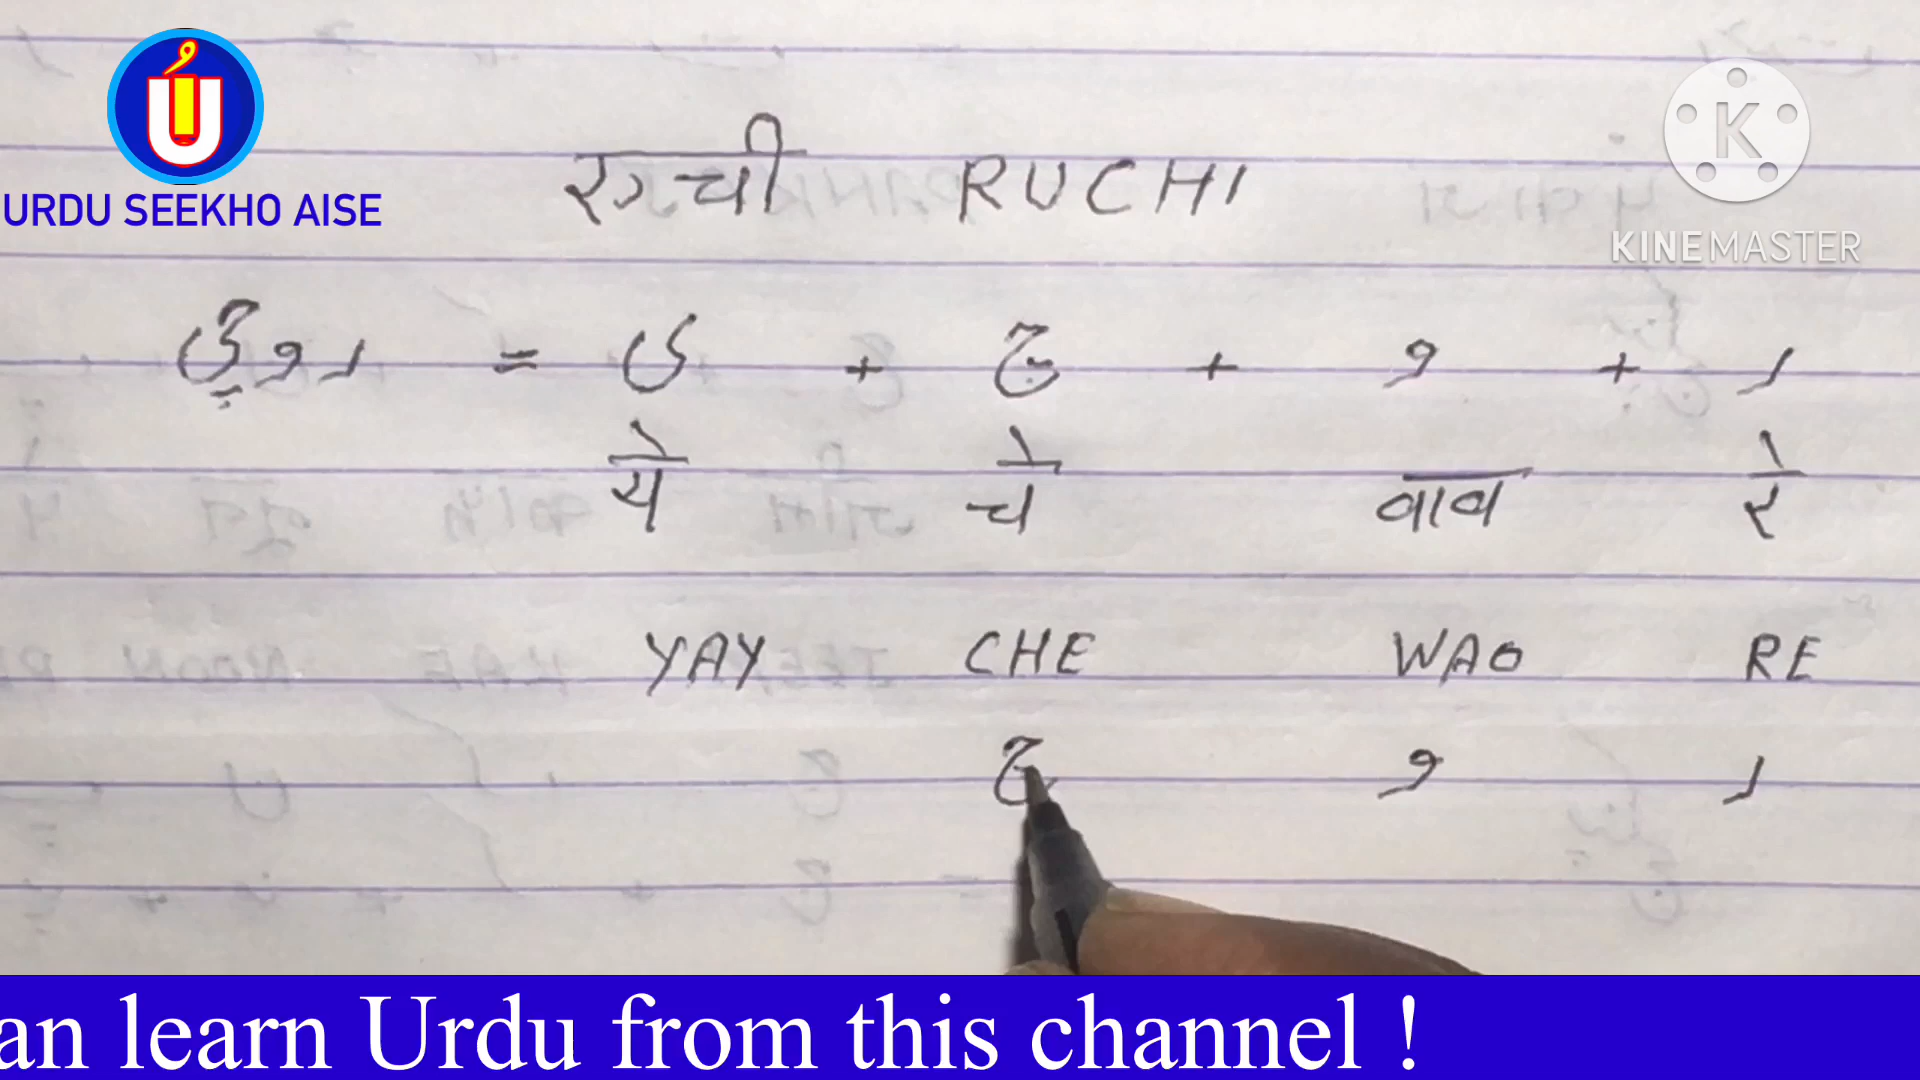 URDU SEEKHO AISE
KINEMASTER
रुची RUCHI
روچی = ی + چ + و + ر
ये चे वाव रे
YAY CHE WAO RE
ح و ر
an learn Urdu from this channel !